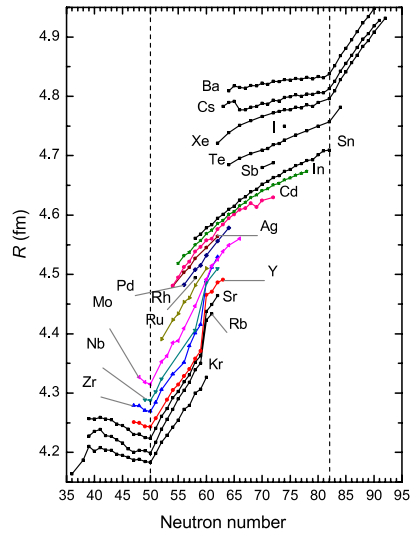 4.9
4.8
4.7
4.6
4.5
4.4
4.3
4.2
R (fm)
Ba
Cs
Xe
I
Te
Sb
Sn
In
Cd
Ag
Pd
Rh
Ru
Mo
Nb
Zr
Y
Sr
Rb
Kr
35 40 45 50 55 60 65 70 75 80 85 90 95
Neutron number